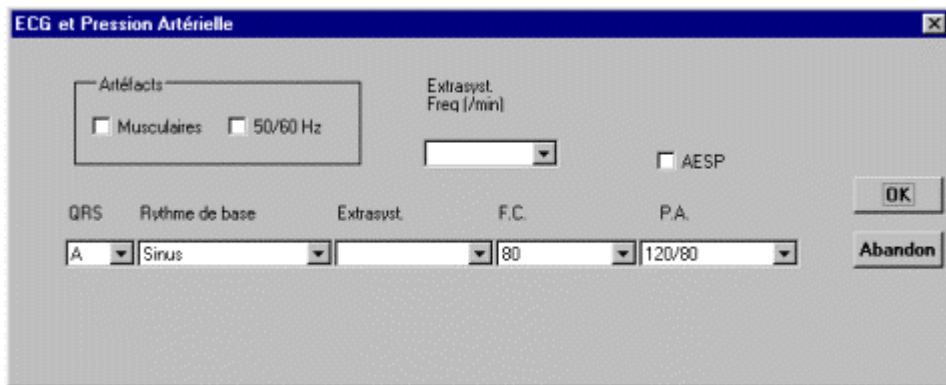 ECG et Pression Artérielle
Artéfacts
Musculaires 50/60 Hz
Extrasyst.
Freq (/min)
AESP
OK
QRS Rythme de base Extrasyst. F.C. P.A.
A Sinus 80 120/80
Abandon